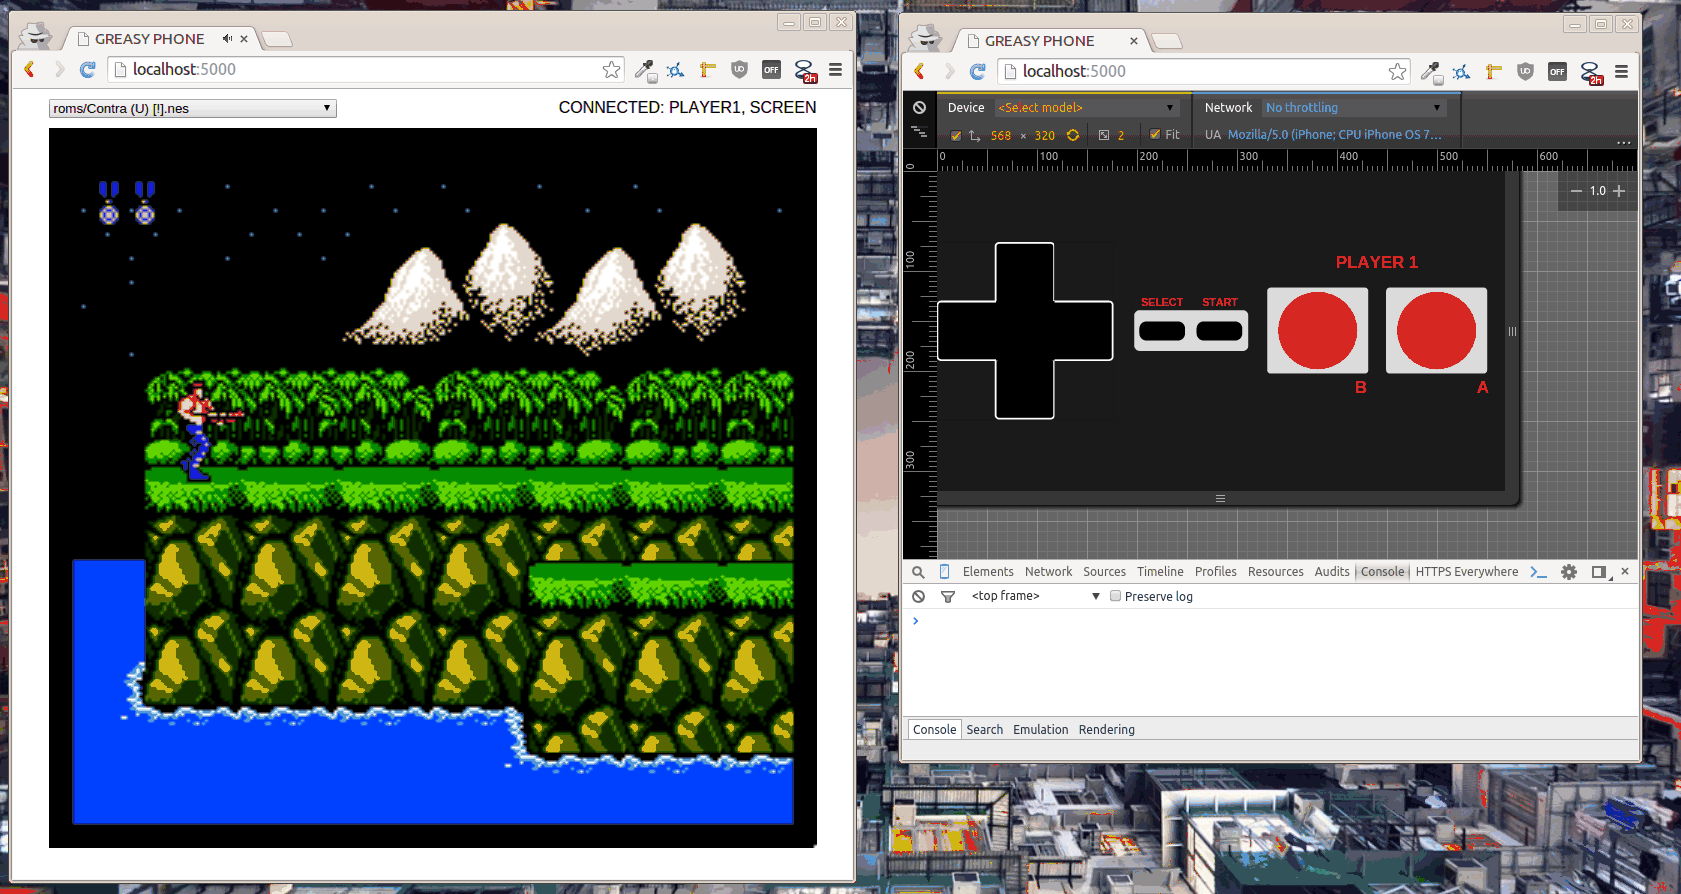 GREASY PHONE
localhost:5000
UO
OFF
2h
roms/Contra (U) [!].nes
CONNECTED: PLAYER1, SCREEN
GREASY PHONE
localhost:5000
UO
OFF
2h
Device <Select model> Network No throttling
568 × 320 2 Fit UA Mozilla/5.0 (iPhone; CPU iPhone OS 7…
...
0 100 200 300 400 500 600
0
100
200
300
1.0
PLAYER 1
SELECT START
B A
Elements Network Sources Timeline Profiles Resources Audits Console HTTPS Everywhere
<top frame> Preserve log
>
Console Search Emulation Rendering